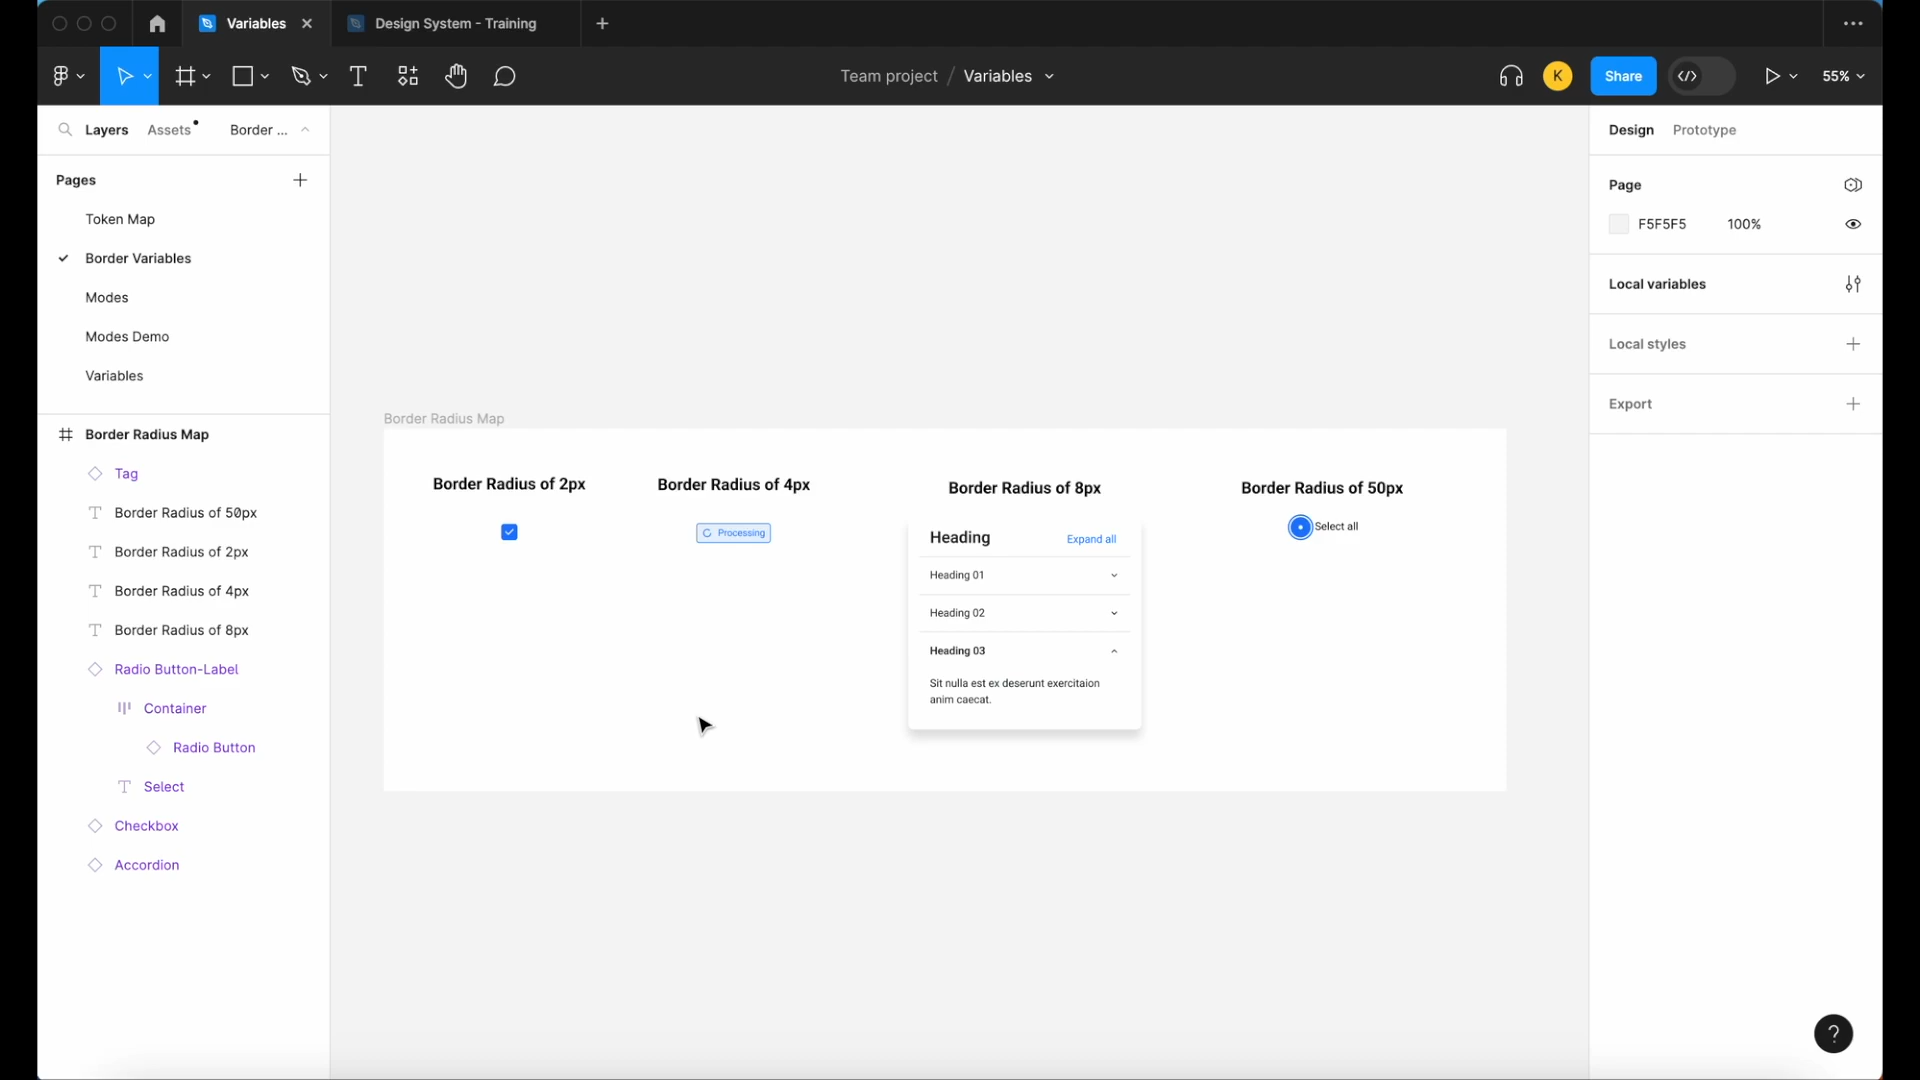 Variables
Design System - Training
Team project / Variables
K
Share
55%
Layers
Assets
Border ...
Pages
Token Map
Border Variables
Modes
Modes Demo
Variables
Border Radius Map
Tag
Border Radius of 50px
Border Radius of 2px
Border Radius of 4px
Border Radius of 8px
Radio Button-Label
Container
Radio Button
Select
Checkbox
Accordion
Border Radius Map
Border Radius of 2px
Border Radius of 4px
Processing
Border Radius of 8px
Heading
Expand all
Heading 01
Heading 02
Heading 03
Sit nulla est ex deserunt exercitaion
anim caecat.
Border Radius of 50px
Select all
Design
Prototype
Page
F5F5F5
100%
Local variables
Local styles
Export
?